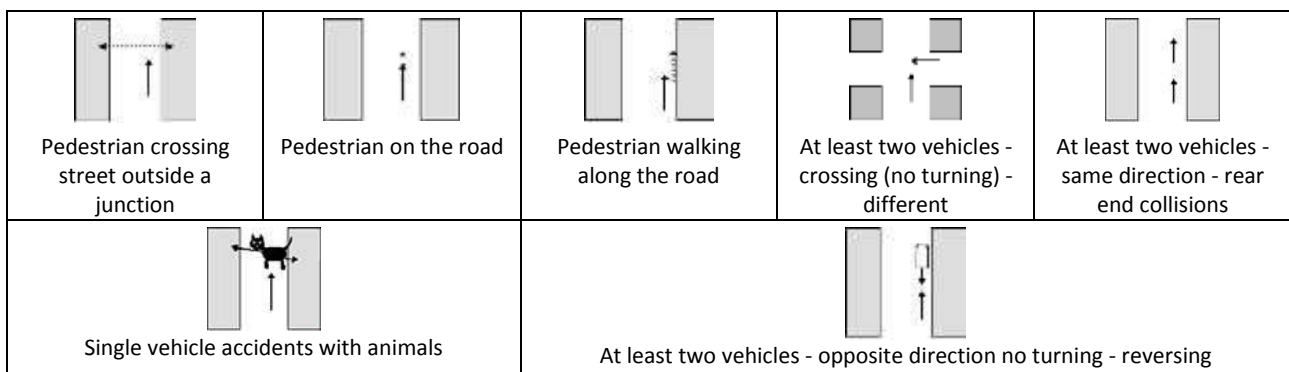 Pedestrian crossing
street outside a
junction
Pedestrian on the road
Pedestrian walking
along the road
At least two vehicles -
crossing (no turning) -
different
At least two vehicles -
same direction - rear
end collisions
Single vehicle accidents with animals
At least two vehicles - opposite direction no turning - reversing